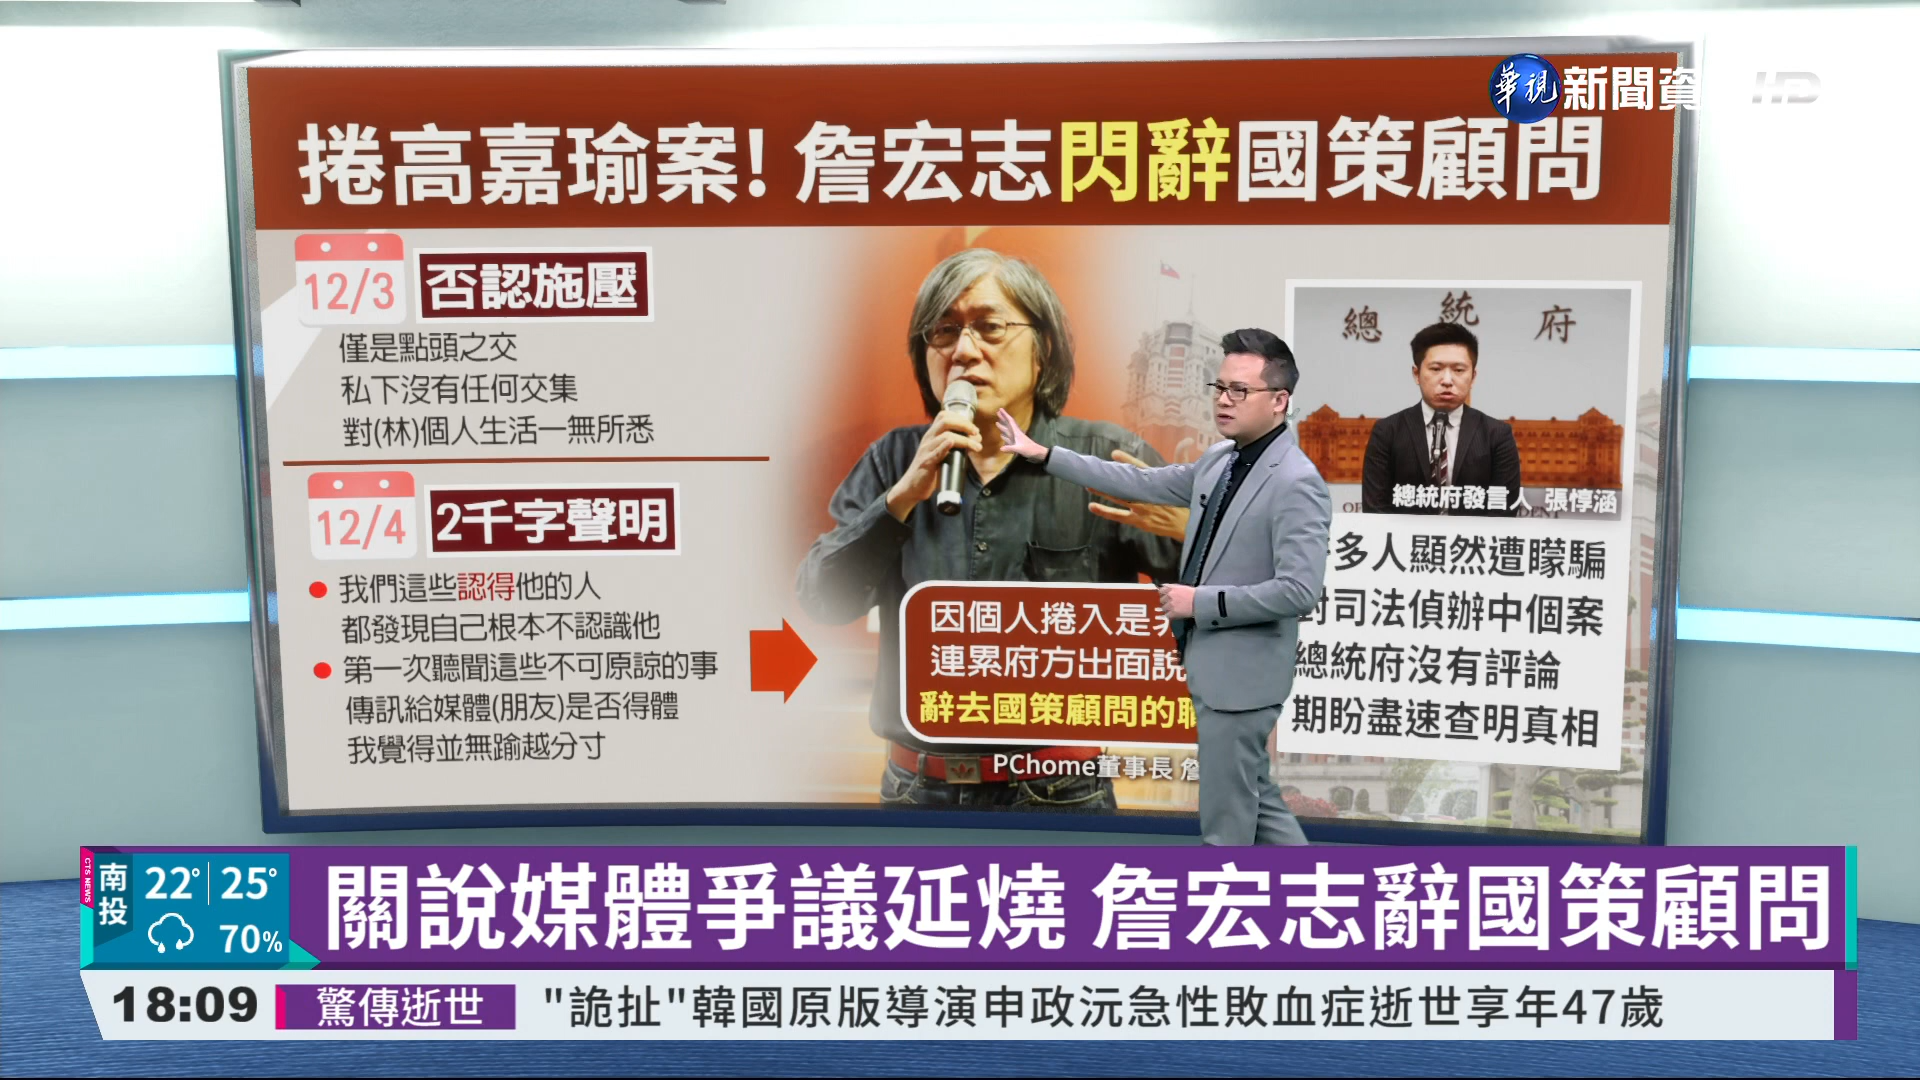 華視 新聞資
HD
捲高嘉瑜案! 詹宏志閃辭國策顧問
12/3 否認施壓
僅是點頭之交
私下沒有任何交集
對(林)個人生活一無所悉
12/4 2千字聲明
我們這些認得他的人
都發現自己根本不認識他
第一次聽聞這些不可原諒的事
傳訊給媒體(朋友)是否得體
我覺得並無踰越分寸
因個人捲入是
連累府方出面說
辭去國策顧問的
PChome董事長 詹
總統府
總統府發言人 張惇涵
多人顯然遭矇騙
對司法偵辦中個案
總統府沒有評論
期盼盡速查明真相
CTS NEWS
南投
22° 25°
70%
關說媒體爭議延燒 詹宏志辭國策顧問
18:09 驚傳逝世 "詭扯"韓國原版導演申政沅急性敗血症逝世享年47歲